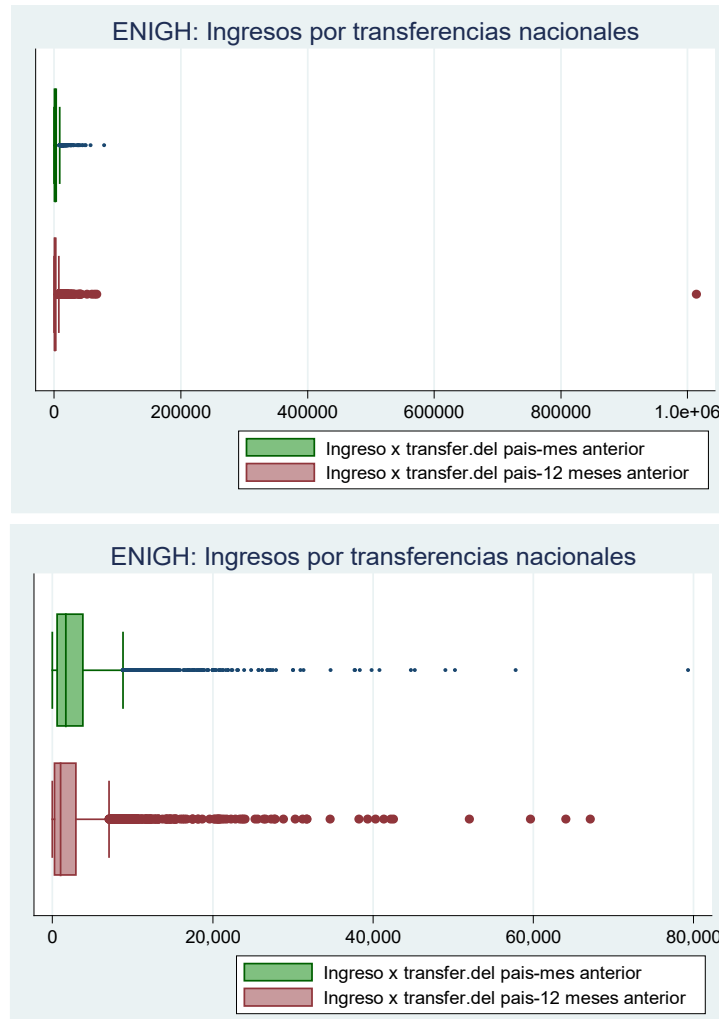 ENIGH: Ingresos por transferencias nacionales
0 200000 400000 600000 800000 1.0e+06
Ingreso x transfer.del pais-mes anterior
Ingreso x transfer.del pais-12 meses anterior
ENIGH: Ingresos por transferencias nacionales
0 20,000 40,000 60,000 80,000
Ingreso x transfer.del pais-mes anterior
Ingreso x transfer.del pais-12 meses anterior